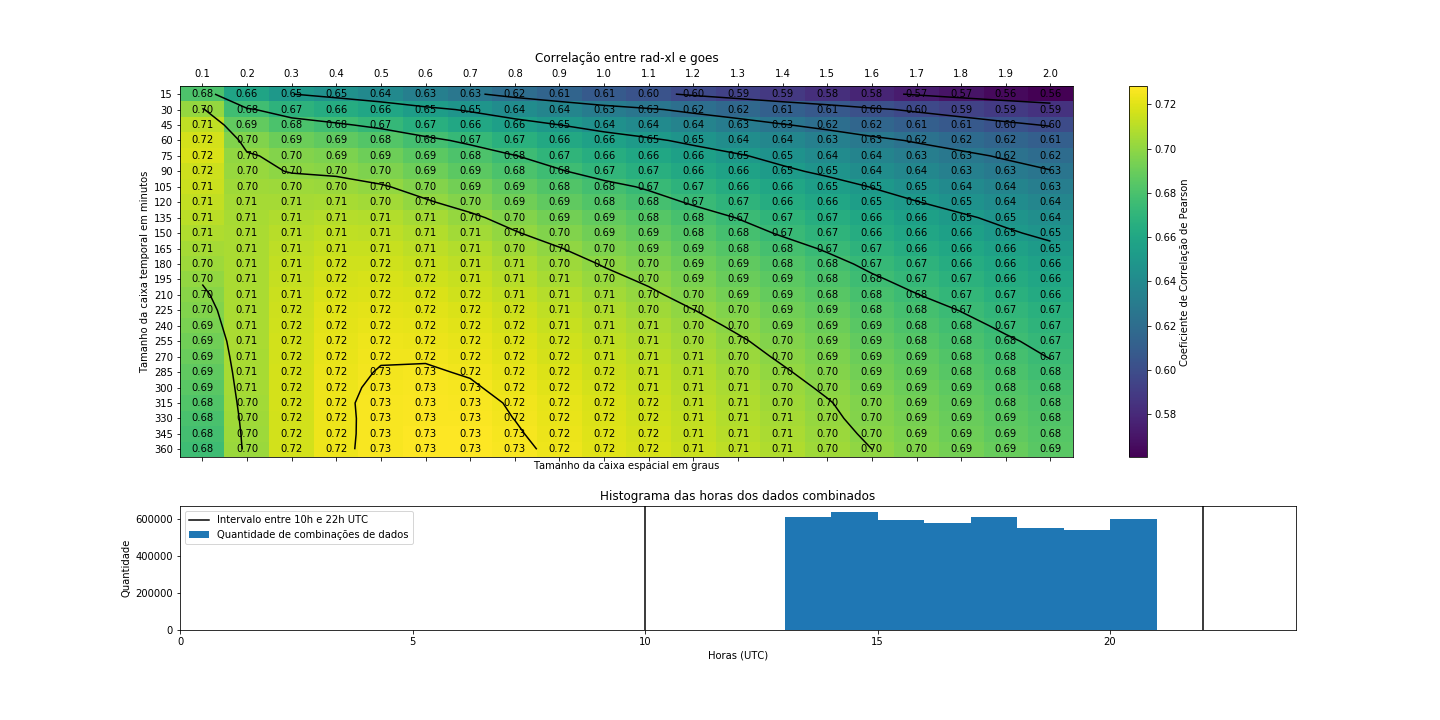 Correlação entre rad-xl e goes
0.1 0.2 0.3 0.4 0.5 0.6 0.7 0.8 0.9 1.0 1.1 1.2 1.3 1.4 1.5 1.6 1.7 1.8 1.9 2.0
15 0.68 0.66 0.65 0.65 0.64 0.63 0.63 0.62 0.61 0.61 0.60 0.60 0.59 0.59 0.58 0.58 0.57 0.57 0.56 0.56
30 0.70 0.68 0.67 0.66 0.66 0.65 0.65 0.64 0.64 0.63 0.63 0.62 0.62 0.61 0.61 0.60 0.60 0.59 0.59 0.59
45 0.71 0.69 0.68 0.68 0.67 0.67 0.66 0.66 0.65 0.64 0.64 0.64 0.63 0.63 0.62 0.62 0.61 0.61 0.60 0.60
60 0.72 0.70 0.69 0.69 0.68 0.68 0.67 0.67 0.66 0.66 0.65 0.65 0.64 0.64 0.63 0.63 0.62 0.62 0.62 0.61
75 0.72 0.70 0.70 0.69 0.69 0.69 0.68 0.68 0.67 0.67 0.66 0.66 0.65 0.65 0.64 0.64 0.63 0.63 0.62 0.62
90 0.72 0.70 0.70 0.70 0.70 0.69 0.69 0.68 0.68 0.67 0.67 0.66 0.66 0.65 0.65 0.64 0.64 0.63 0.63 0.63
105 0.71 0.70 0.70 0.70 0.70 0.70 0.69 0.69 0.68 0.68 0.67 0.67 0.66 0.66 0.65 0.65 0.65 0.64 0.64 0.63
120 0.71 0.71 0.71 0.71 0.70 0.70 0.70 0.69 0.69 0.68 0.68 0.67 0.67 0.66 0.66 0.65 0.65 0.65 0.64 0.64
135 0.71 0.71 0.71 0.71 0.71 0.71 0.70 0.70 0.69 0.69 0.68 0.68 0.67 0.67 0.67 0.66 0.66 0.65 0.65 0.64
150 0.71 0.71 0.71 0.71 0.71 0.71 0.71 0.70 0.70 0.69 0.69 0.68 0.68 0.67 0.67 0.66 0.66 0.66 0.65 0.65
165 0.71 0.71 0.71 0.71 0.71 0.71 0.71 0.70 0.70 0.70 0.69 0.69 0.68 0.68 0.67 0.67 0.66 0.66 0.66 0.65
180 0.70 0.71 0.71 0.72 0.72 0.71 0.71 0.71 0.70 0.70 0.70 0.69 0.69 0.68 0.68 0.67 0.67 0.66 0.66 0.66
195 0.70 0.71 0.71 0.72 0.72 0.71 0.71 0.71 0.71 0.70 0.70 0.69 0.69 0.68 0.68 0.68 0.67 0.67 0.66 0.66
210 0.70 0.71 0.71 0.72 0.72 0.72 0.72 0.71 0.71 0.71 0.70 0.70 0.69 0.69 0.68 0.68 0.68 0.67 0.67 0.66
225 0.70 0.71 0.72 0.72 0.72 0.72 0.72 0.72 0.71 0.71 0.70 0.70 0.70 0.69 0.69 0.68 0.68 0.67 0.67 0.67
240 0.69 0.71 0.72 0.72 0.72 0.72 0.72 0.72 0.71 0.71 0.71 0.70 0.70 0.69 0.69 0.69 0.68 0.68 0.67 0.67
255 0.69 0.71 0.72 0.72 0.72 0.72 0.72 0.72 0.72 0.71 0.71 0.71 0.70 0.70 0.69 0.69 0.68 0.68 0.68 0.67
270 0.69 0.71 0.72 0.72 0.72 0.72 0.72 0.72 0.72 0.71 0.71 0.71 0.70 0.70 0.69 0.69 0.69 0.68 0.68 0.67
285 0.69 0.71 0.72 0.72 0.73 0.73 0.72 0.72 0.72 0.72 0.71 0.71 0.70 0.70 0.70 0.69 0.69 0.68 0.68 0.68
300 0.69 0.71 0.72 0.72 0.73 0.73 0.73 0.72 0.72 0.72 0.71 0.71 0.71 0.70 0.70 0.69 0.69 0.69 0.68 0.68
315 0.68 0.70 0.72 0.72 0.73 0.73 0.73 0.72 0.72 0.72 0.71 0.71 0.71 0.70 0.70 0.70 0.69 0.69 0.68 0.68
330 0.68 0.70 0.72 0.72 0.73 0.73 0.73 0.73 0.72 0.72 0.72 0.71 0.71 0.71 0.70 0.70 0.69 0.69 0.69 0.68
345 0.68 0.70 0.72 0.72 0.73 0.73 0.73 0.73 0.72 0.72 0.72 0.71 0.71 0.71 0.70 0.70 0.69 0.69 0.69 0.68
360 0.68 0.70 0.72 0.72 0.73 0.73 0.73 0.73 0.72 0.72 0.72 0.71 0.71 0.71 0.70 0.70 0.70 0.69 0.69 0.69
Tamanho da caixa temporal em minutos
Tamanho da caixa espacial em graus
0.72
0.70
0.68
0.66
0.64
0.62
0.60
0.58
Coeficiente de Correlação de Pearson
Histograma das horas dos dados combinados
Intervalo entre 10h e 22h UTC
Quantidade de combinações de dados
600000
400000
200000
0
Quantidade
0 5 10 15 20
Horas (UTC)